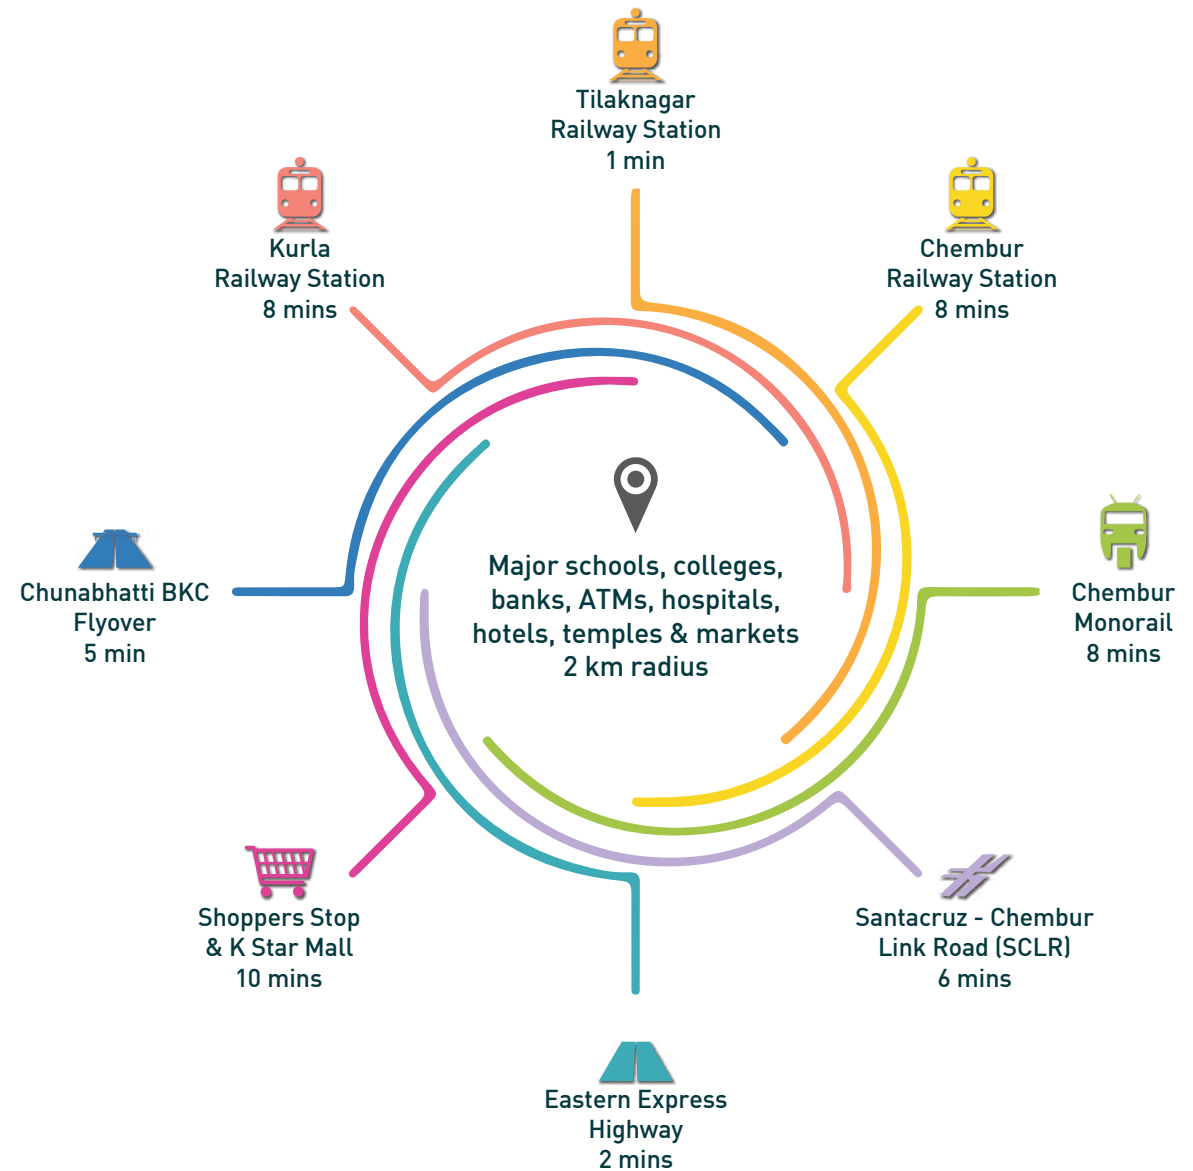 Tilaknagar
Railway Station
1 min
Kurla
Railway Station
8 mins
Chembur
Railway Station
8 mins
Major schools, colleges,
banks, ATMs, hospitals,
hotels, temples & markets
2 km radius
Chunabhatti BKC
Flyover
5 min
Chembur
Monorail
8 mins
Shoppers Stop
& K Star Mall
10 mins
Santacruz - Chembur
Link Road (SCLR)
6 mins
Eastern Express
Highway
2 mins